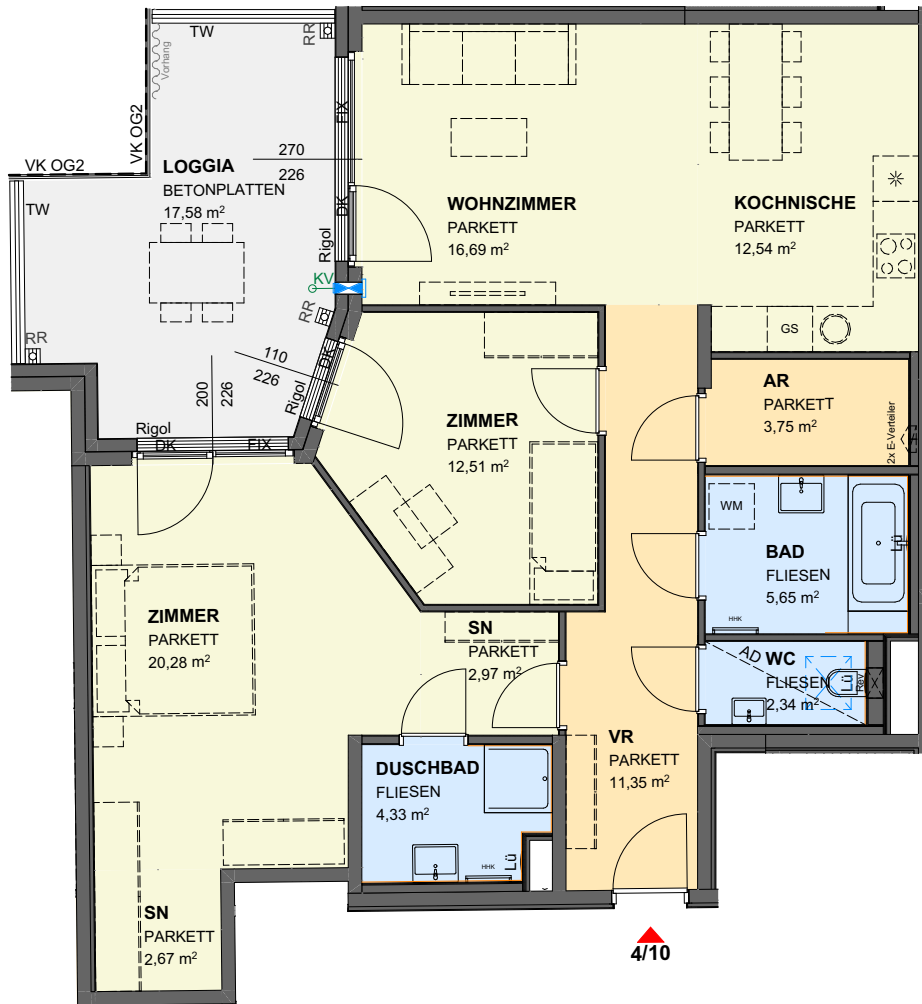 TW
RR
Vorhang
VK OG2
VK OG2
TW
LOGGIA
BETONPLATTEN
17,58 m²
270
226
FIX
DK
Rigol
KV
RR
RR
WOHNZIMMER
PARKETT
16,69 m²
KOCHNISCHE
PARKETT
12,54 m²
GS
110
226
DK
Rigol
200
226
Rigol
DK
FIX
ZIMMER
PARKETT
12,51 m²
AR
PARKETT
3,75 m²
2x E-Verteiler
WM
BAD
FLIESEN
5,65 m²
Lü
HHK
ZIMMER
PARKETT
20,28 m²
SN
PARKETT
2,97 m²
AD
WC
FLIESEN
2,34 m²
Lü
Rev
VR
PARKETT
11,35 m²
DUSCHBAD
FLIESEN
4,33 m²
HHK
Lü
SN
PARKETT
2,67 m²
4/10